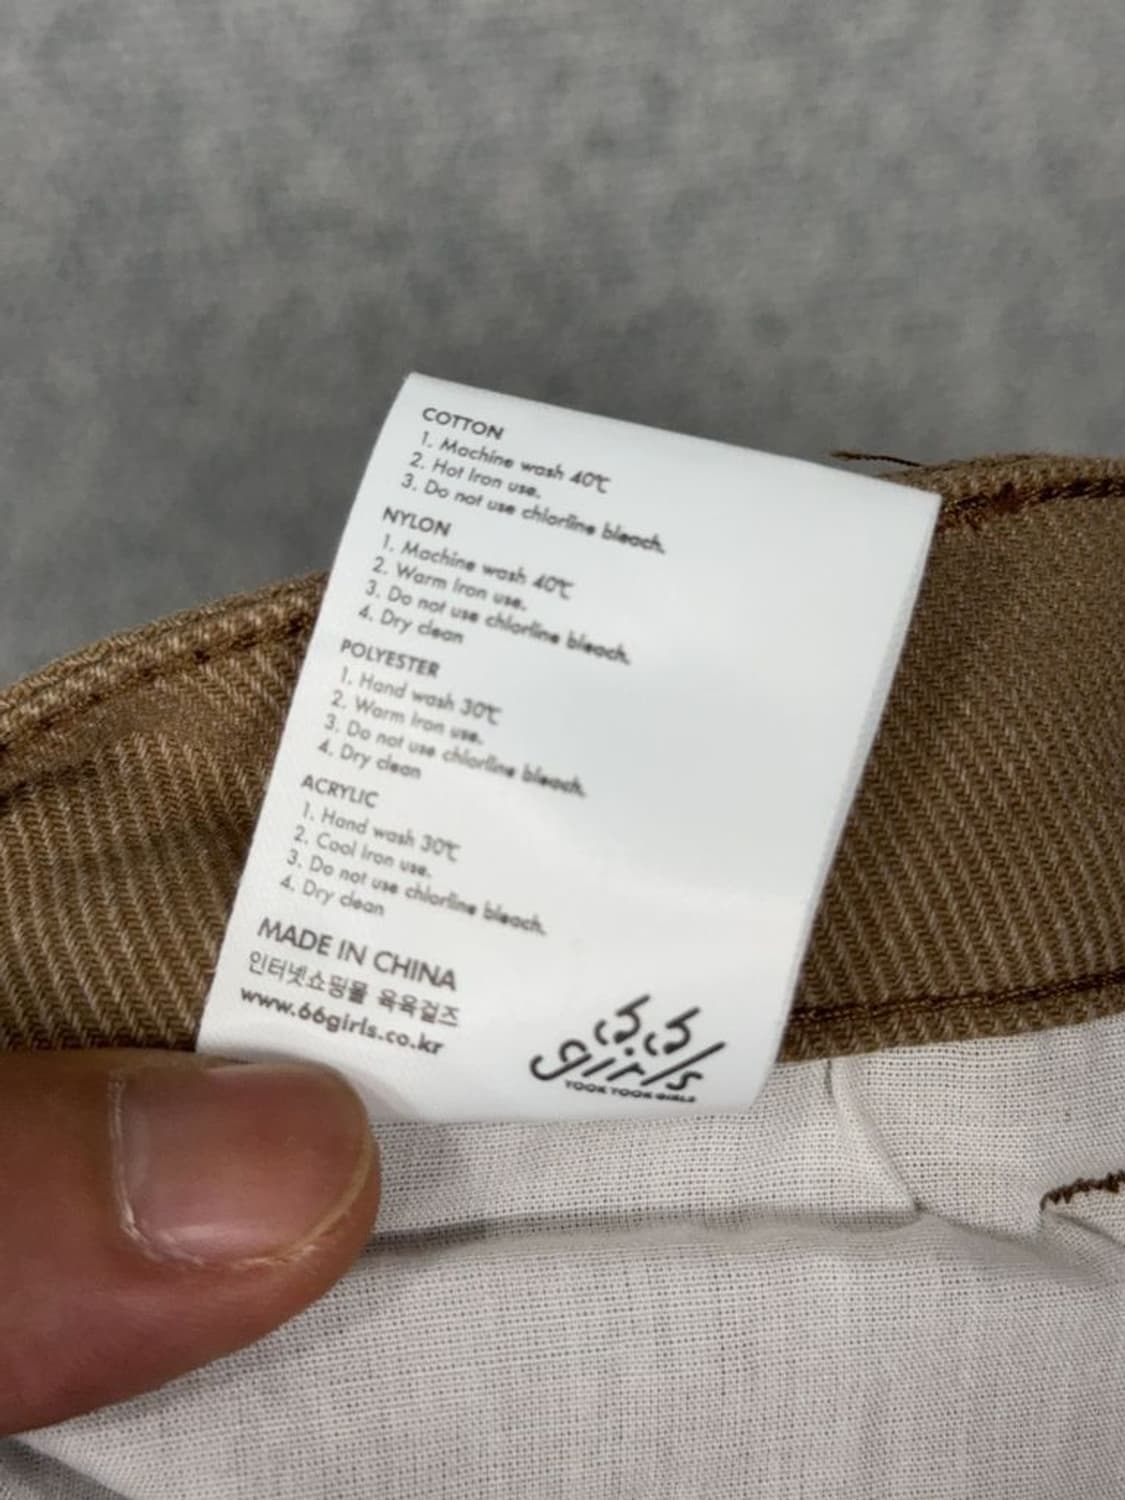 COTTON
1. Machine wash 40℃
2. Hot Iron use.
3. Do not use chlorline bleach.
NYLON
1. Machine wash 40℃
2. Warm Iron use.
3. Do not use chlorline bleach.
4. Dry clean
POLYESTER
1. Hand wash 30℃
2. Warm Iron use.
3. Do not use chlorline bleach.
4. Dry clean
ACRYLIC
1. Hand wash 30℃
2. Cool Iron use.
3. Do not use chlorline bleach.
4. Dry clean
MADE IN CHINA
인터넷쇼핑몰 육육걸즈
www.66girls.co.kr
66
girls
YOOK YOOK GIRLS